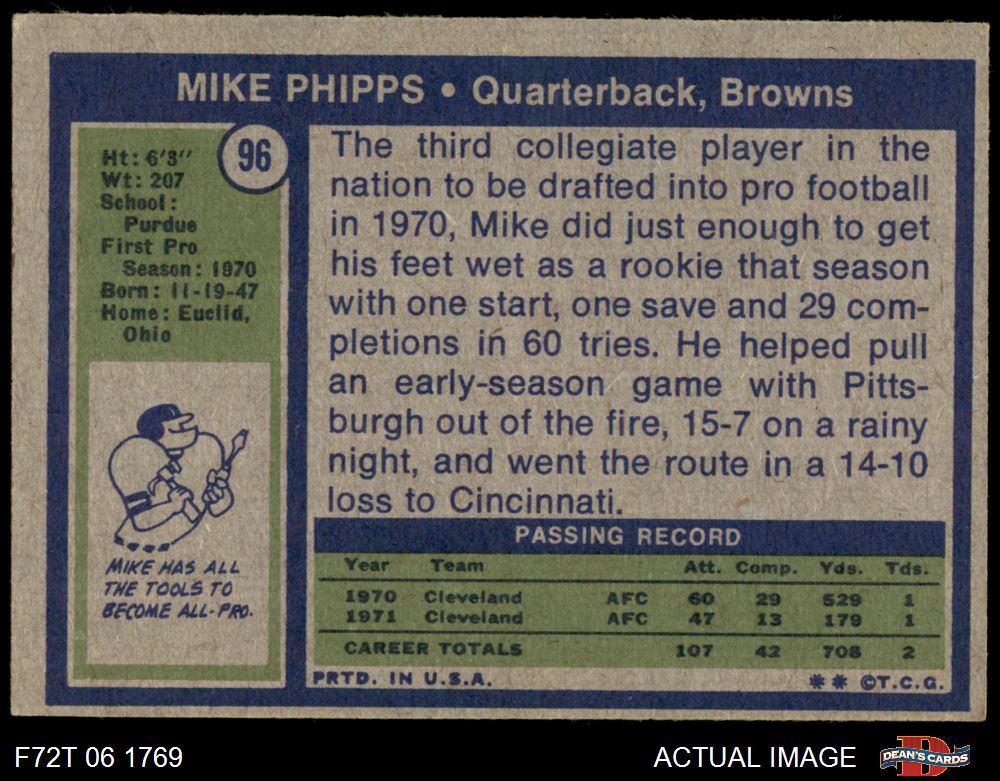 MIKE PHIPPS • Quarterback, Browns
96
Ht: 6'3''
Wt: 207
School:
Purdue
First Pro
Season: 1970
Born: 11-19-47
Home: Euclid,
Ohio
MIKE HAS ALL
THE TOOLS TO
BECOME ALL-PRO.
The third collegiate player in the
nation to be drafted into pro football
in 1970, Mike did just enough to get
his feet wet as a rookie that season
with one start, one save and 29 com-
pletions in 60 tries. He helped pull
an early-season game with Pitts-
burgh out of the fire, 15-7 on a rainy
night, and went the route in a 14-10
loss to Cincinnati.
PASSING RECORD
Year Team Att. Comp. Yds. Tds.
1970 Cleveland AFC 60 29 529 1
1971 Cleveland AFC 47 13 179 1
CAREER TOTALS 107 42 708 2
PRTD. IN U.S.A. ** ©T.C.G.
F72T 06 1769 ACTUAL IMAGE D DEAN'S CARDS